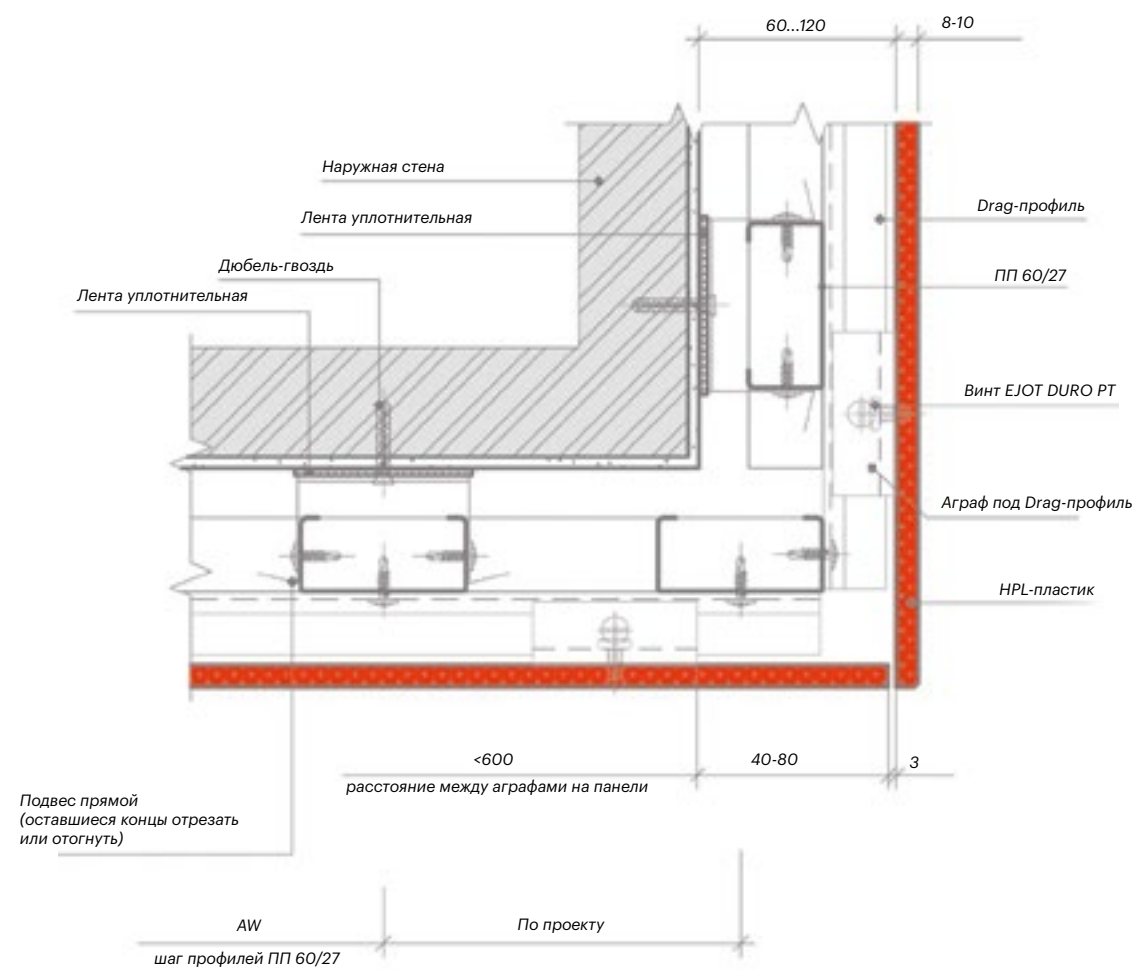 60...120
8-10
Наружная стена
Лента уплотнительная
Drag-профиль
Дюбель-гвоздь
ПП 60/27
Лента уплотнительная
Винт EJOT DURO PT
Аграф под Drag-профиль
HPL-пластик
<600
40-80
3
расстояние между аграфами на панели
Подвес прямой
(оставшиеся концы отрезать
или отогнуть)
AW
По проекту
шаг профилей ПП 60/27